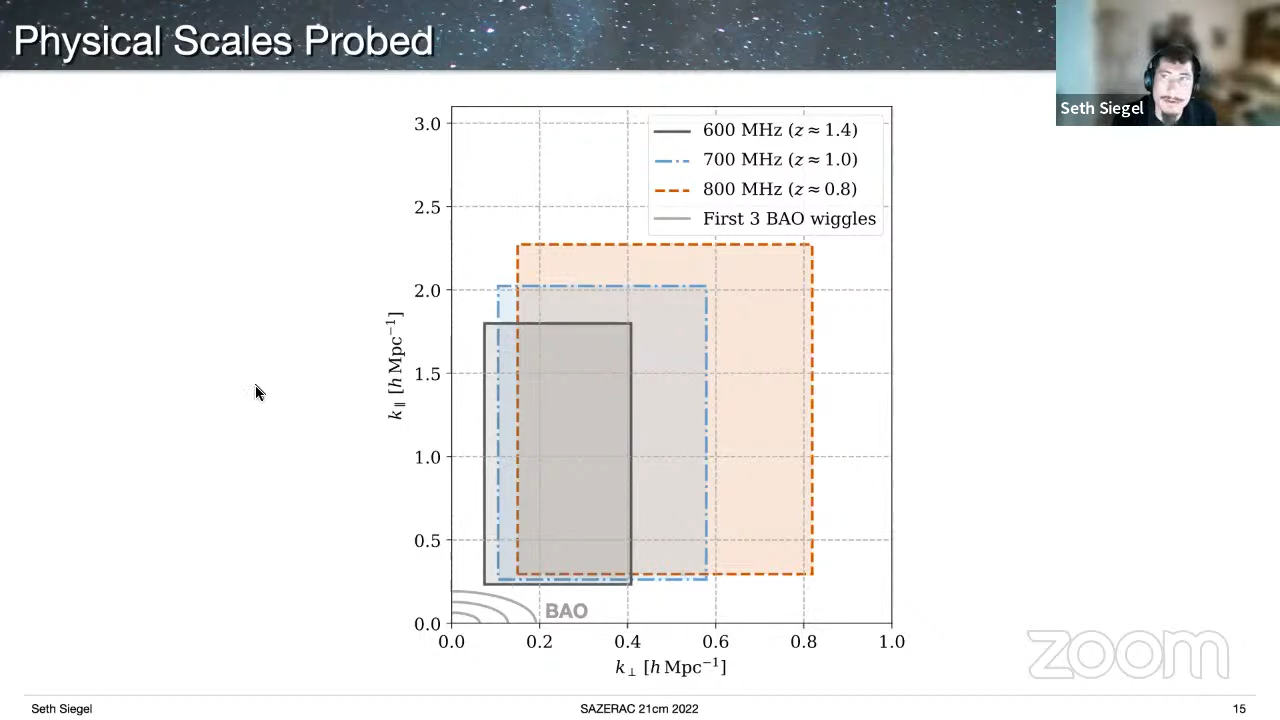 Physical Scales Probed
Seth Siegel
3.0
2.5
2.0
1.5
1.0
0.5
0.0
k∥ [h Mpc⁻¹]
600 MHz (z ≈ 1.4)
700 MHz (z ≈ 1.0)
800 MHz (z ≈ 0.8)
First 3 BAO wiggles
BAO
0.0 0.2 0.4 0.6 0.8 1.0
k⊥ [h Mpc⁻¹]
zoom
Seth Siegel SAZERAC 21cm 2022 15